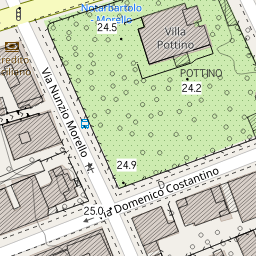 Notarbartolo
- Morello
24.5
Villa
Pottino
POTTINO
24.2
Via Nunzio Morello
24.9
Via Domenico Costantino
25.0